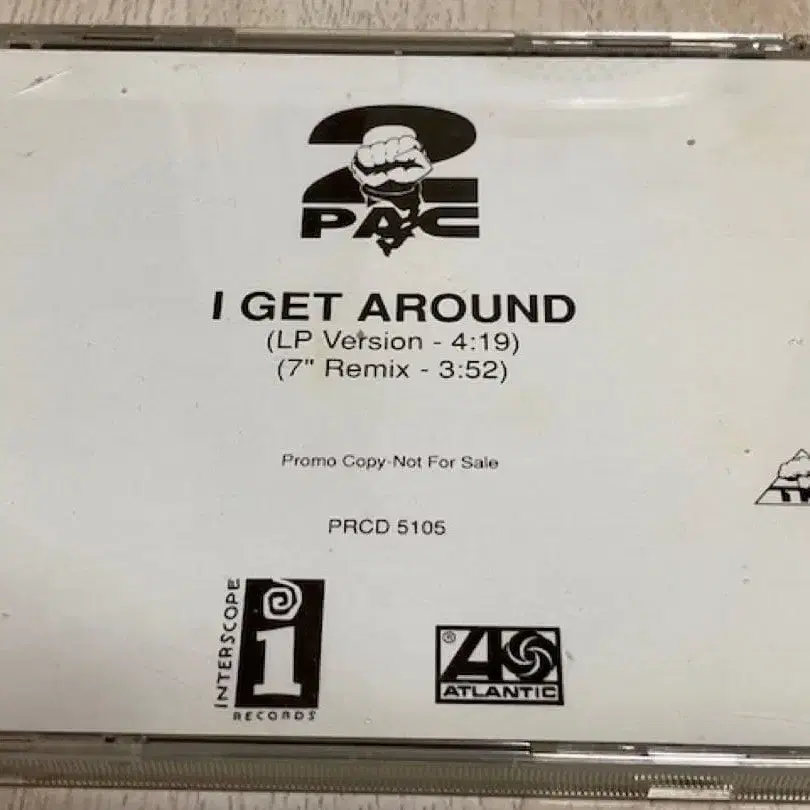 2
PAC
I GET AROUND
(LP Version - 4:19)
(7" Remix - 3:52)
Promo Copy-Not For Sale
PRCD 5105
INTERSCOPE
i
RECORDS
®
A
ATLANTIC